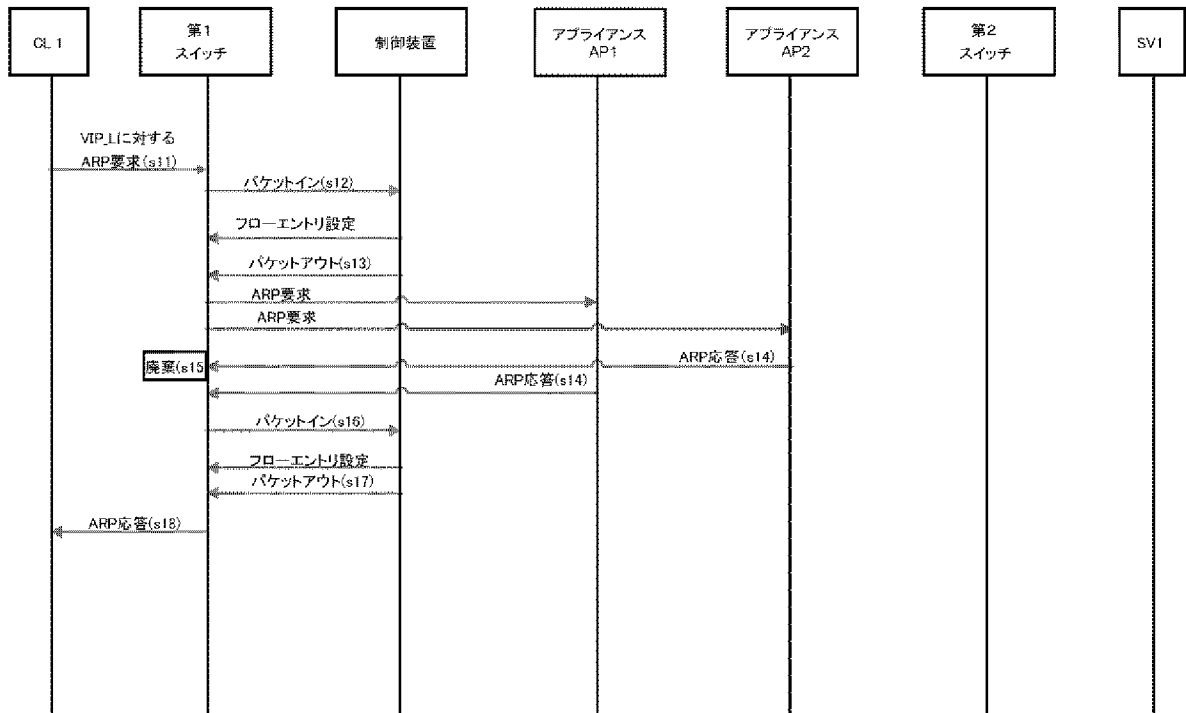 CL 1
第1
スイッチ
制御装置
アプライアンス
AP1
アプライアンス
AP2
第2
スイッチ
SV1
VIP_Lに対する
ARP要求(s11)
パケットイン(s12)
フローエントリ設定
パケットアウト(s13)
ARP要求
ARP要求
廃棄(s15
ARP応答(s14)
ARP応答(s14)
パケットイン(s16)
フローエントリ設定
パケットアウト(s17)
ARP応答(s18)